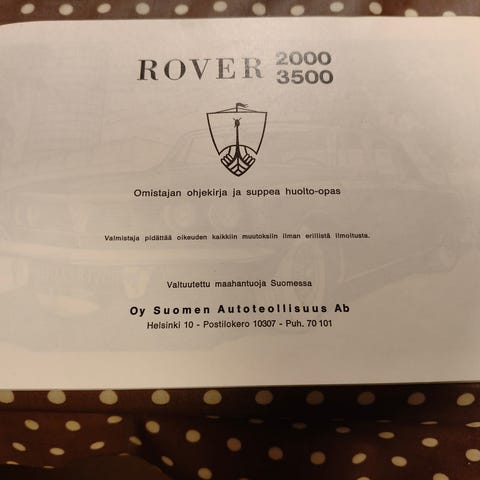 ROVER 2000
3500
Omistajan ohjekirja ja suppea huolto-opas
Valmistaja pidättää oikeuden kaikkiin muutoksiin ilman erillistä ilmoitusta.
Valtuutettu maahantuoja Suomessa
Oy Suomen Autoteollisuus Ab
Helsinki 10 - Postilokero 10307 - Puh. 70 101